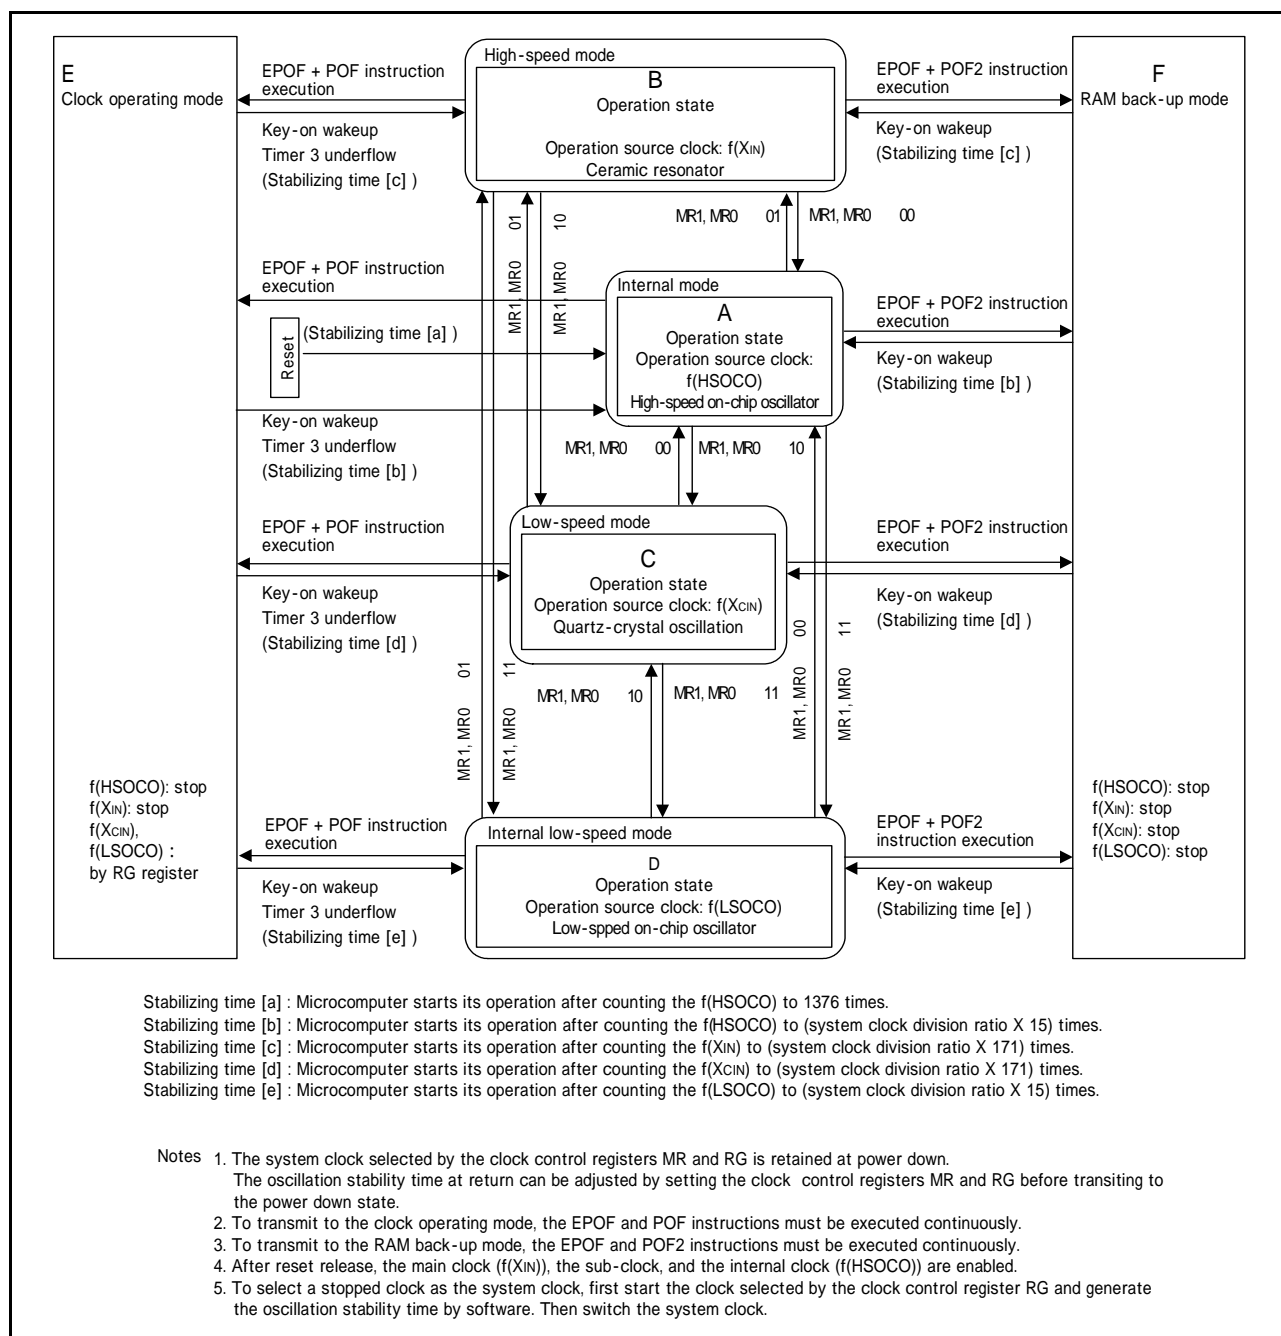 E
Clock operating mode
EPOF + POF instruction
execution
Key-on wakeup
Timer 3 underflow
(Stabilizing time [c] )
High-speed mode
B
Operation state
Operation source clock: f(XIN)
Ceramic resonator
EPOF + POF2 instruction
execution
Key-on wakeup
(Stabilizing time [c] )
F
RAM back-up mode
MR1, MR0 01
MR1, MR0 10
MR1, MR0 01
MR1, MR0 00
EPOF + POF instruction
execution
Reset
(Stabilizing time [a] )
Key-on wakeup
Timer 3 underflow
(Stabilizing time [b] )
Internal mode
A
Operation state
Operation source clock:
f(HSOCO)
High-speed on-chip oscillator
EPOF + POF2 instruction
execution
Key-on wakeup
(Stabilizing time [b] )
MR1, MR0 00
MR1, MR0 10
EPOF + POF instruction
execution
Key-on wakeup
Timer 3 underflow
(Stabilizing time [d] )
Low-speed mode
C
Operation state
Operation source clock: f(XCIN)
Quartz-crystal oscillation
EPOF + POF2 instruction
execution
Key-on wakeup
(Stabilizing time [d] )
MR1, MR0 01
MR1, MR0 11
MR1, MR0 10
MR1, MR0 11
MR1, MR0 00
MR1, MR0 11
f(HSOCO): stop
f(XIN): stop
f(XCIN),
f(LSOCO) :
by RG register
EPOF + POF instruction
execution
Key-on wakeup
Timer 3 underflow
(Stabilizing time [e] )
Internal low-speed mode
D
Operation state
Operation source clock: f(LSOCO)
Low-spped on-chip oscillator
EPOF + POF2
instruction execution
Key-on wakeup
(Stabilizing time [e] )
f(HSOCO): stop
f(XIN): stop
f(XCIN): stop
f(LSOCO): stop
Stabilizing time [a] : Microcomputer starts its operation after counting the f(HSOCO) to 1376 times.
Stabilizing time [b] : Microcomputer starts its operation after counting the f(HSOCO) to (system clock division ratio X 15) times.
Stabilizing time [c] : Microcomputer starts its operation after counting the f(XIN) to (system clock division ratio X 171) times.
Stabilizing time [d] : Microcomputer starts its operation after counting the f(XCIN) to (system clock division ratio X 171) times.
Stabilizing time [e] : Microcomputer starts its operation after counting the f(LSOCO) to (system clock division ratio X 15) times.
Notes 1. The system clock selected by the clock control registers MR and RG is retained at power down.
The oscillation stability time at return can be adjusted by setting the clock control registers MR and RG before transiting to
the power down state.
2. To transmit to the clock operating mode, the EPOF and POF instructions must be executed continuously.
3. To transmit to the RAM back-up mode, the EPOF and POF2 instructions must be executed continuously.
4. After reset release, the main clock (f(XIN)), the sub-clock, and the internal clock (f(HSOCO)) are enabled.
5. To select a stopped clock as the system clock, first start the clock selected by the clock control register RG and generate
the oscillation stability time by software. Then switch the system clock.